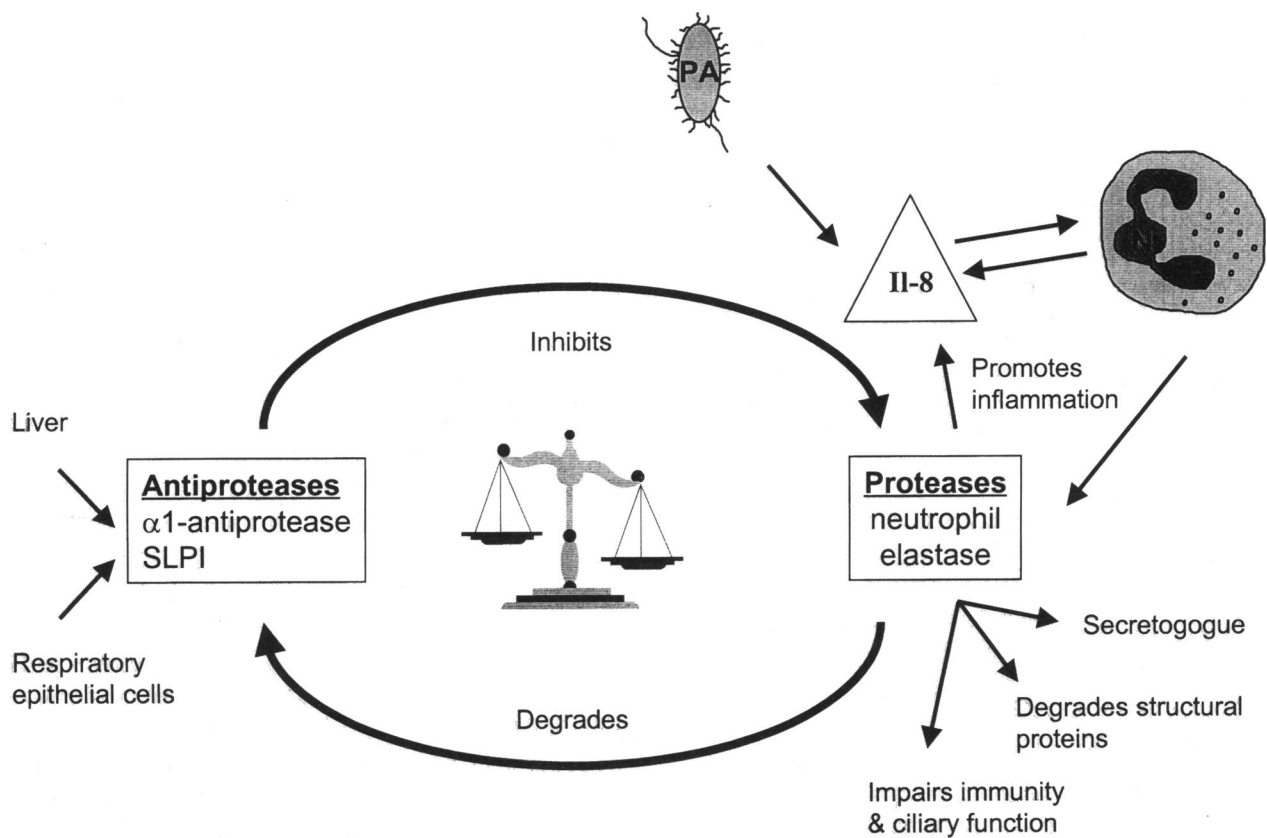 PA
N
Il-8
Inhibits
Promotes
inflammation
Liver
Antiproteases
α1-antiprotease
SLPI
Proteases
neutrophil
elastase
Respiratory
epithelial cells
Degrades
Secretogogue
Degrades structural
proteins
Impairs immunity
& ciliary function